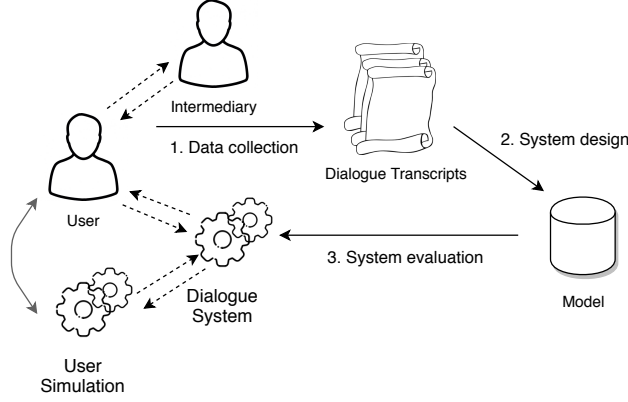 Intermediary
1. Data collection
Dialogue Transcripts
2. System design
User
3. System evaluation
Model
Dialogue
System
User
Simulation